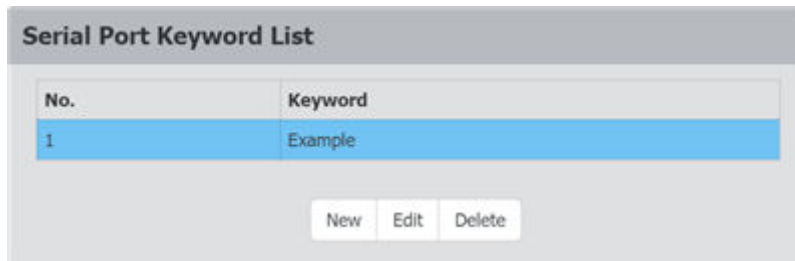 Serial Port Keyword List
No. Keyword
1 Example
New Edit Delete